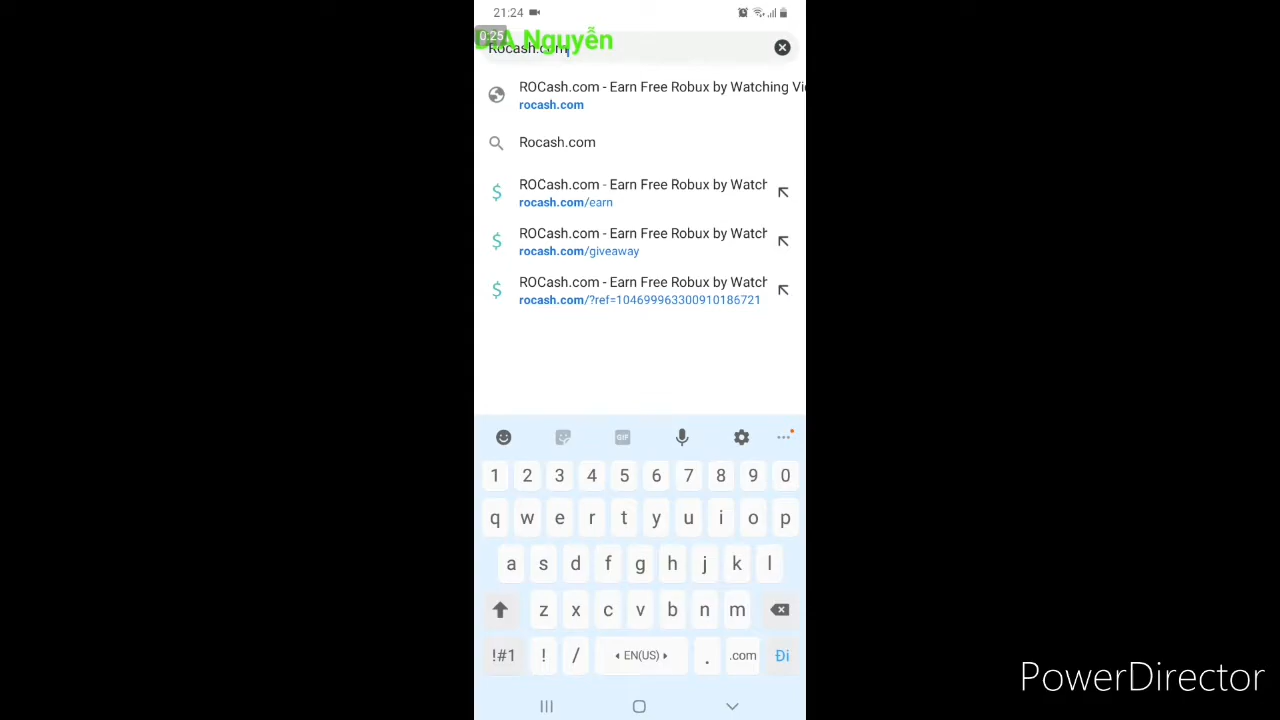 21:24
0:25
Nguyễn
Rocash.com
ROCash.com - Earn Free Robux by Watching Vi
rocash.com
Rocash.com
ROCash.com - Earn Free Robux by Watch
rocash.com/earn
ROCash.com - Earn Free Robux by Watch
rocash.com/giveaway
ROCash.com - Earn Free Robux by Watch
rocash.com/?ref=104699963300910186721
GIF
1 2 3 4 5 6 7 8 9 0
q w e r t y u i o p
a s d f g h j k l
z x c v b n m
!#1 ! / EN(US) . .com Đi
PowerDirector